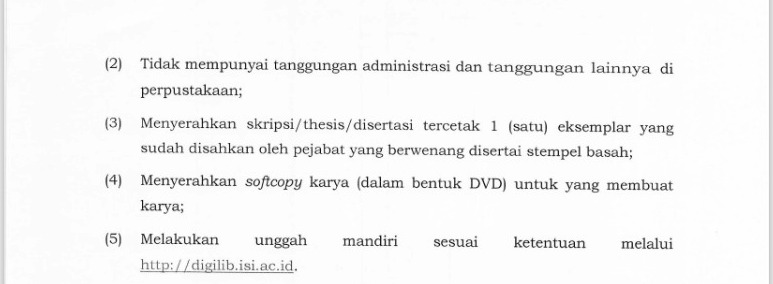 (2) Tidak mempunyai tanggungan administrasi dan tanggungan lainnya di
perpustakaan;
(3) Menyerahkan skripsi/thesis/disertasi tercetak 1 (satu) eksemplar yang
sudah disahkan oleh pejabat yang berwenang disertai stempel basah;
(4) Menyerahkan softcopy karya (dalam bentuk DVD) untuk yang membuat
karya;
(5) Melakukan unggah mandiri sesuai ketentuan melalui
http://digilib.isi.ac.id.